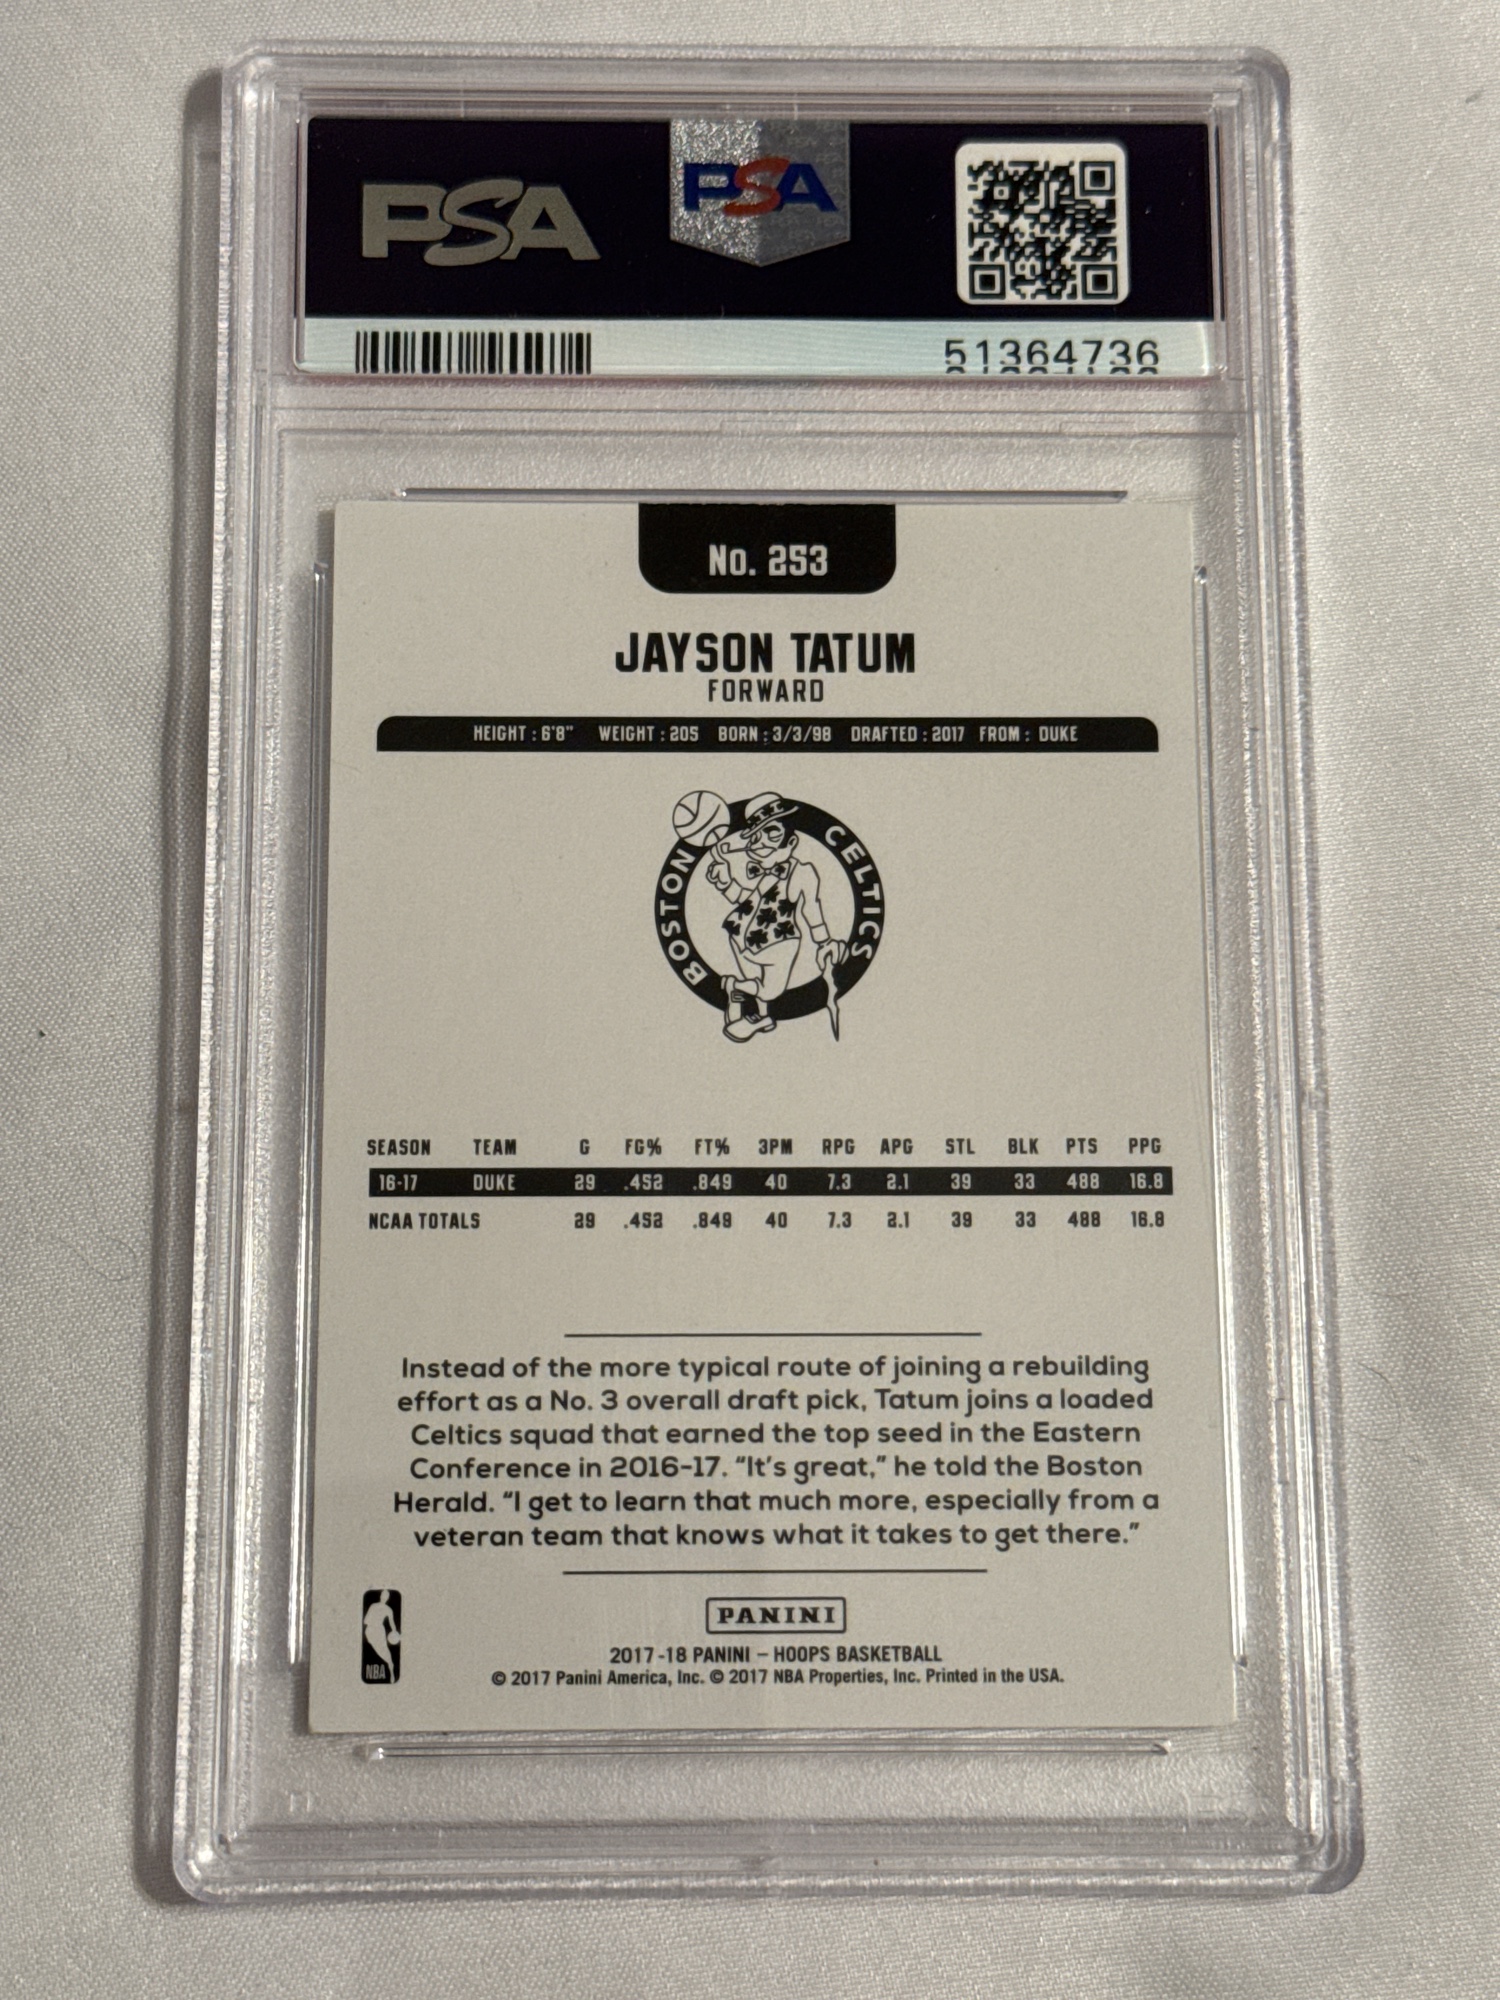 PSA
PSA
51364736
No. 253
JAYSON TATUM
FORWARD
HEIGHT : 6'8" WEIGHT : 205 BORN : 3/3/98 DRAFTED : 2017 FROM : DUKE
BOSTON CELTICS
SEASON TEAM G FG% FT% 3PM RPG APG STL BLK PTS PPG
16-17 DUKE 29 .452 .849 40 7.3 2.1 39 33 488 16.8
NCAA TOTALS 29 .452 .849 40 7.3 2.1 39 33 488 16.8
Instead of the more typical route of joining a rebuilding
effort as a No. 3 overall draft pick, Tatum joins a loaded
Celtics squad that earned the top seed in the Eastern
Conference in 2016-17. “It’s great,” he told the Boston
Herald. “I get to learn that much more, especially from a
veteran team that knows what it takes to get there.”
NBA
PANINI
2017-18 PANINI – HOOPS BASKETBALL
© 2017 Panini America, Inc. © 2017 NBA Properties, Inc. Printed in the USA.